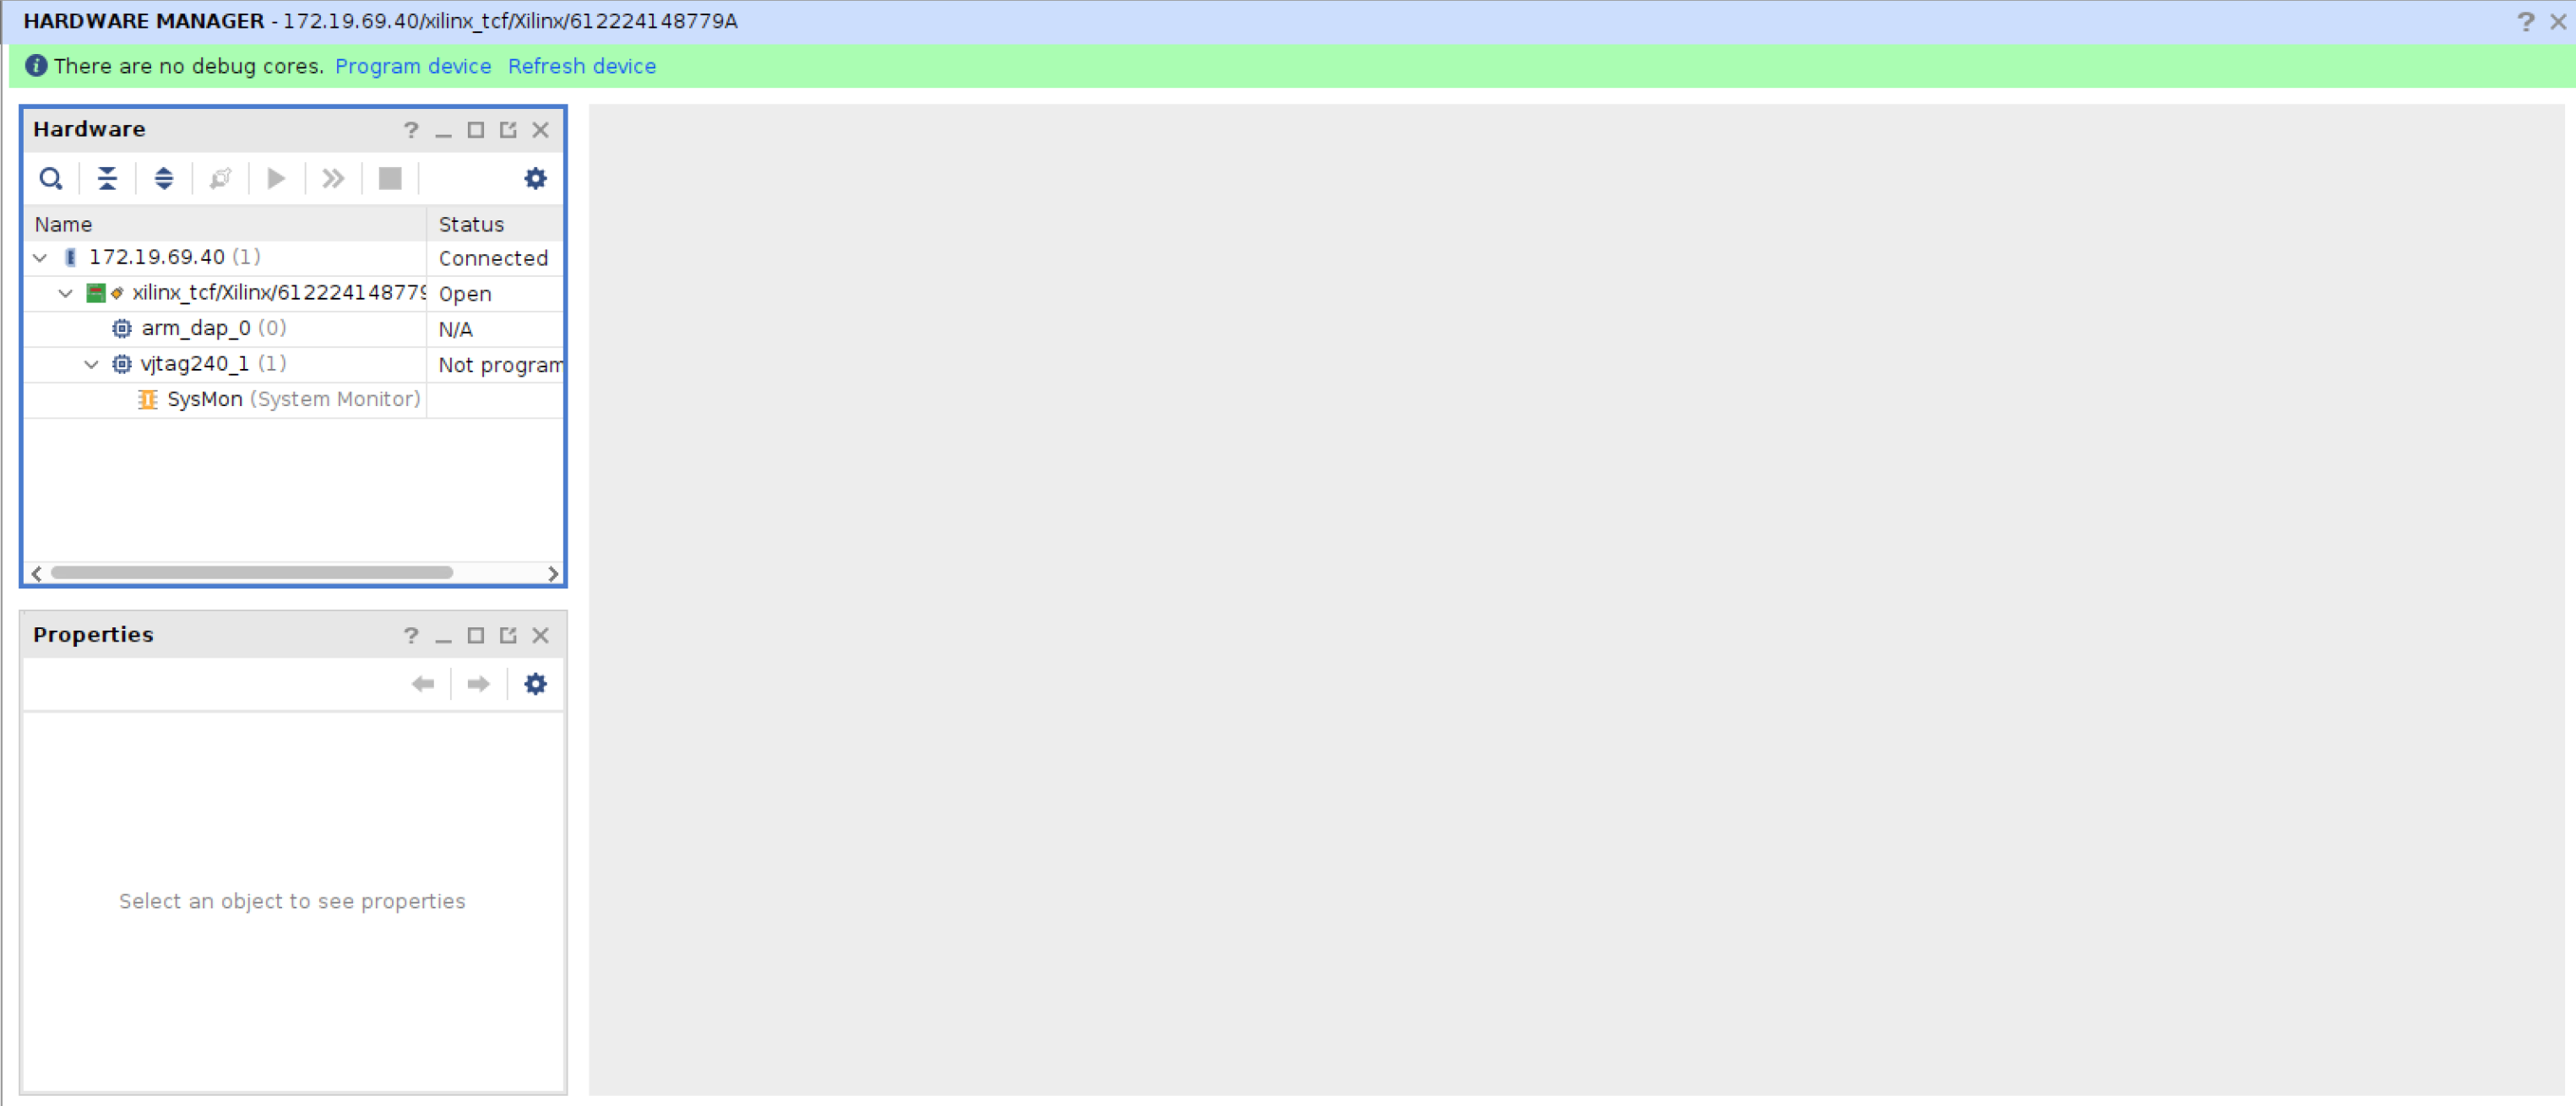 HARDWARE MANAGER - 172.19.69.40/xilinx_tcf/Xilinx/612224148779A
There are no debug cores. Program device Refresh device
Hardware
Name Status
172.19.69.40 (1) Connected
xilinx_tcf/Xilinx/612224148779 Open
arm_dap_0 (0) N/A
vjtag240_1 (1) Not program
SysMon (System Monitor)
Properties
Select an object to see properties